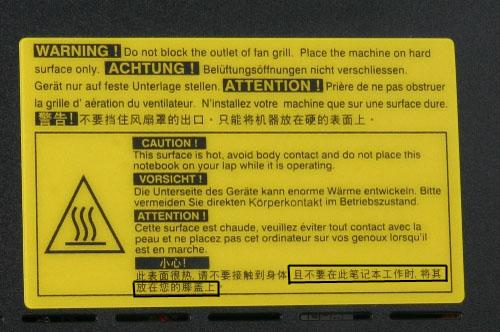 WARNING ! Do not block the outlet of fan grill. Place the machine on hard
surface only. ACHTUNG ! Belüftungsöffnungen nicht verschliessen.
Gerät nur auf feste Unterlage stellen. ATTENTION ! Prière de ne pas obstruer
la grille d' aération du ventilateur. N'installez votre machine que sur une surface dure.
警告! 不要挡住风扇罩的出口，只能将机器放在硬的表面上。
CAUTION !
This surface is hot, avoid body contact and do not place this
notebook on your lap while it is operating.
VORSICHT !
Die Unterseite des Geräte kann enorme Wärme entwickeln. Bitte
vermeiden Sie direkten Körperkontakt im Betriebszustand.
ATTENTION !
Cette surface est chaude, veuillez éviter tout contact avec la
peau et ne placez pas cet ordinateur sur vos genoux lorsqu'il
est en marche.
小心!
此表面很热,请不要接触到身体,且不要在此笔记本工作时,将其
放在您的膝盖上。